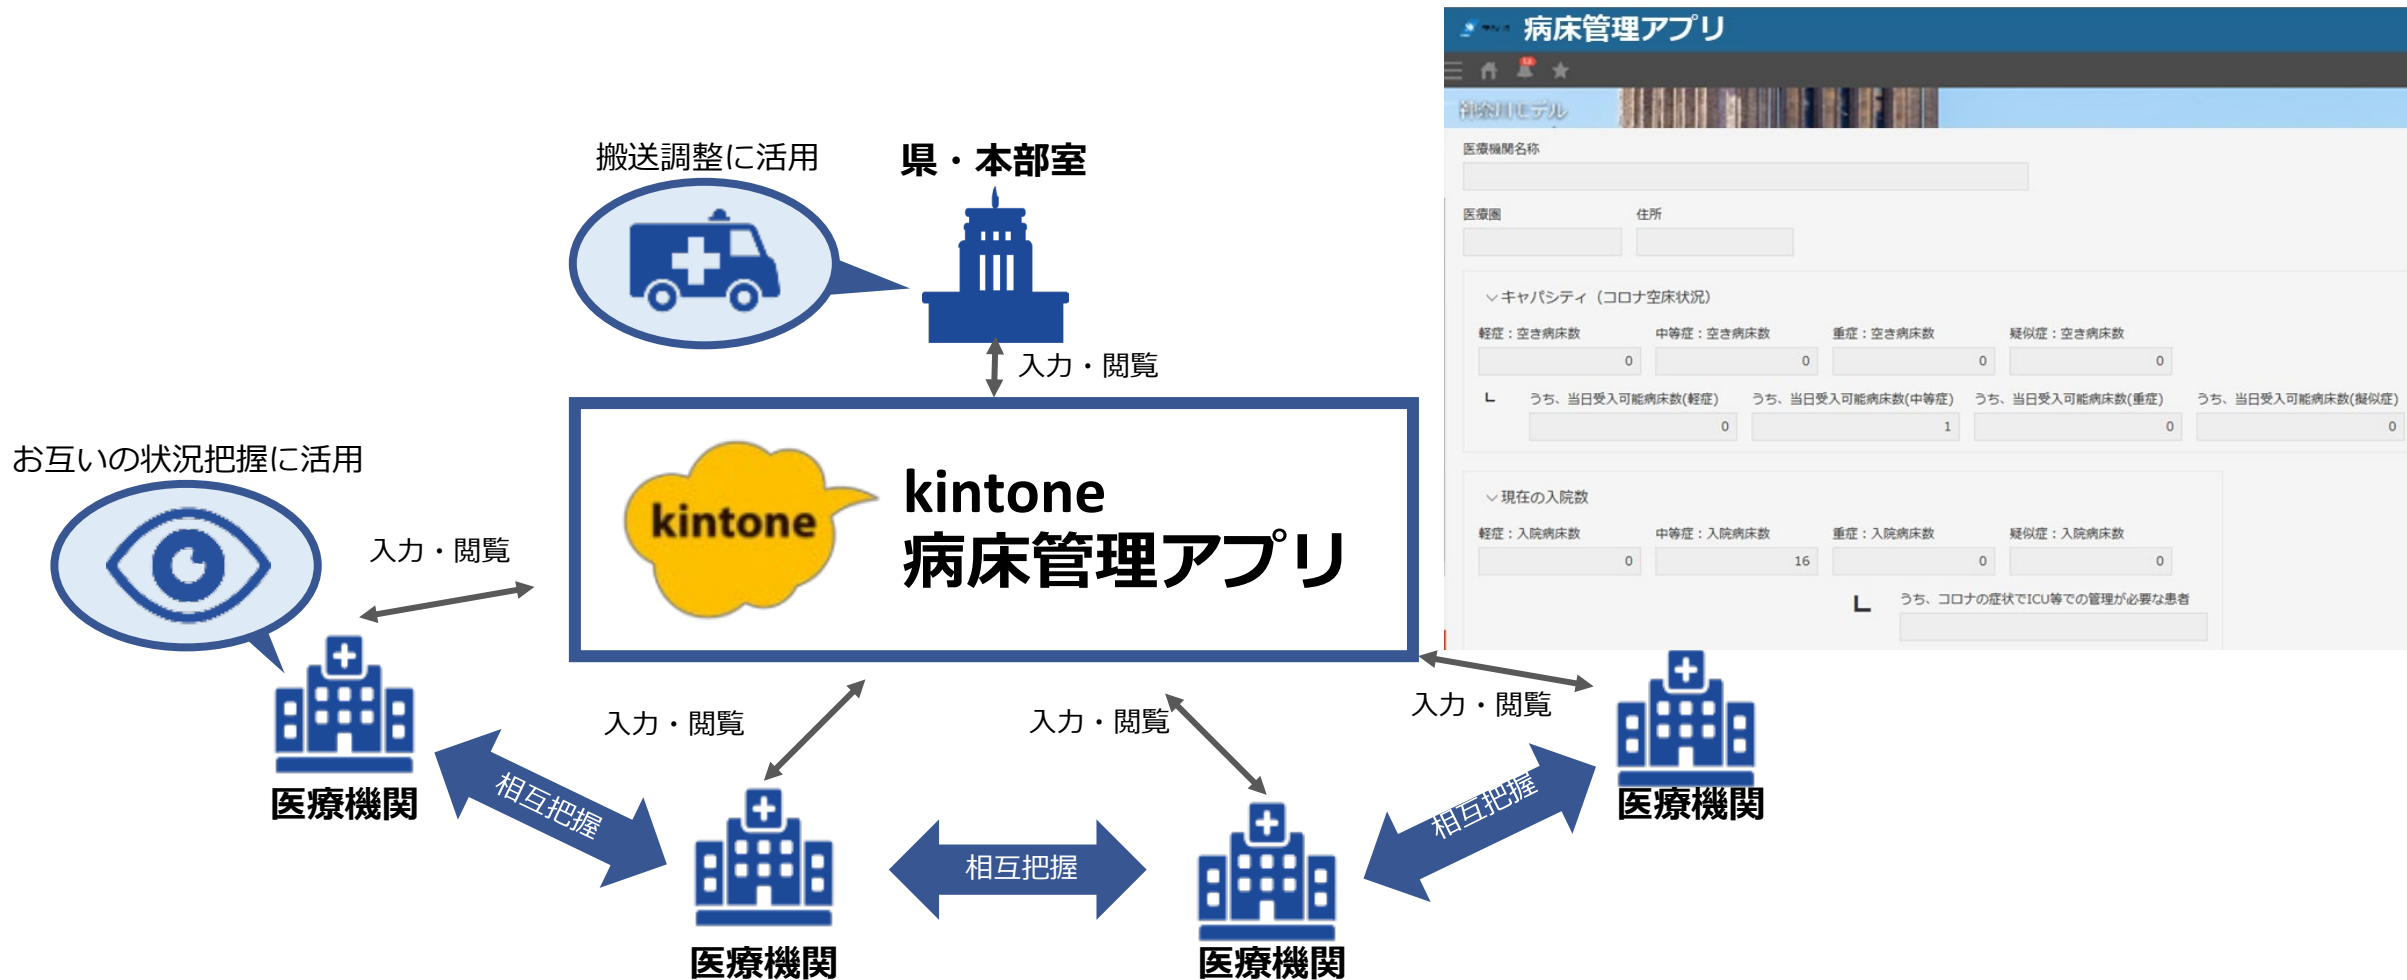 搬送調整に活用
県・本部室
入力・閲覧
お互いの状況把握に活用
入力・閲覧
kintone
kintone
病床管理アプリ
入力・閲覧
入力・閲覧
入力・閲覧
医療機関
相互把握
医療機関
相互把握
医療機関
相互把握
医療機関
病床管理アプリ
神奈川モデル
医療機関名称
医療圏 住所
キャパシティ（コロナ空床状況）
軽症：空き病床数 中等症：空き病床数 重症：空き病床数 疑似症：空き病床数
0 0 0 0
うち、当日受入可能病床数(軽症) うち、当日受入可能病床数(中等症) うち、当日受入可能病床数(重症) うち、当日受入可能病床数(擬似症)
0 1 0 0
現在の入院数
軽症：入院病床数 中等症：入院病床数 重症：入院病床数 疑似症：入院病床数
0 16 0 0
うち、コロナの症状でICU等での管理が必要な患者